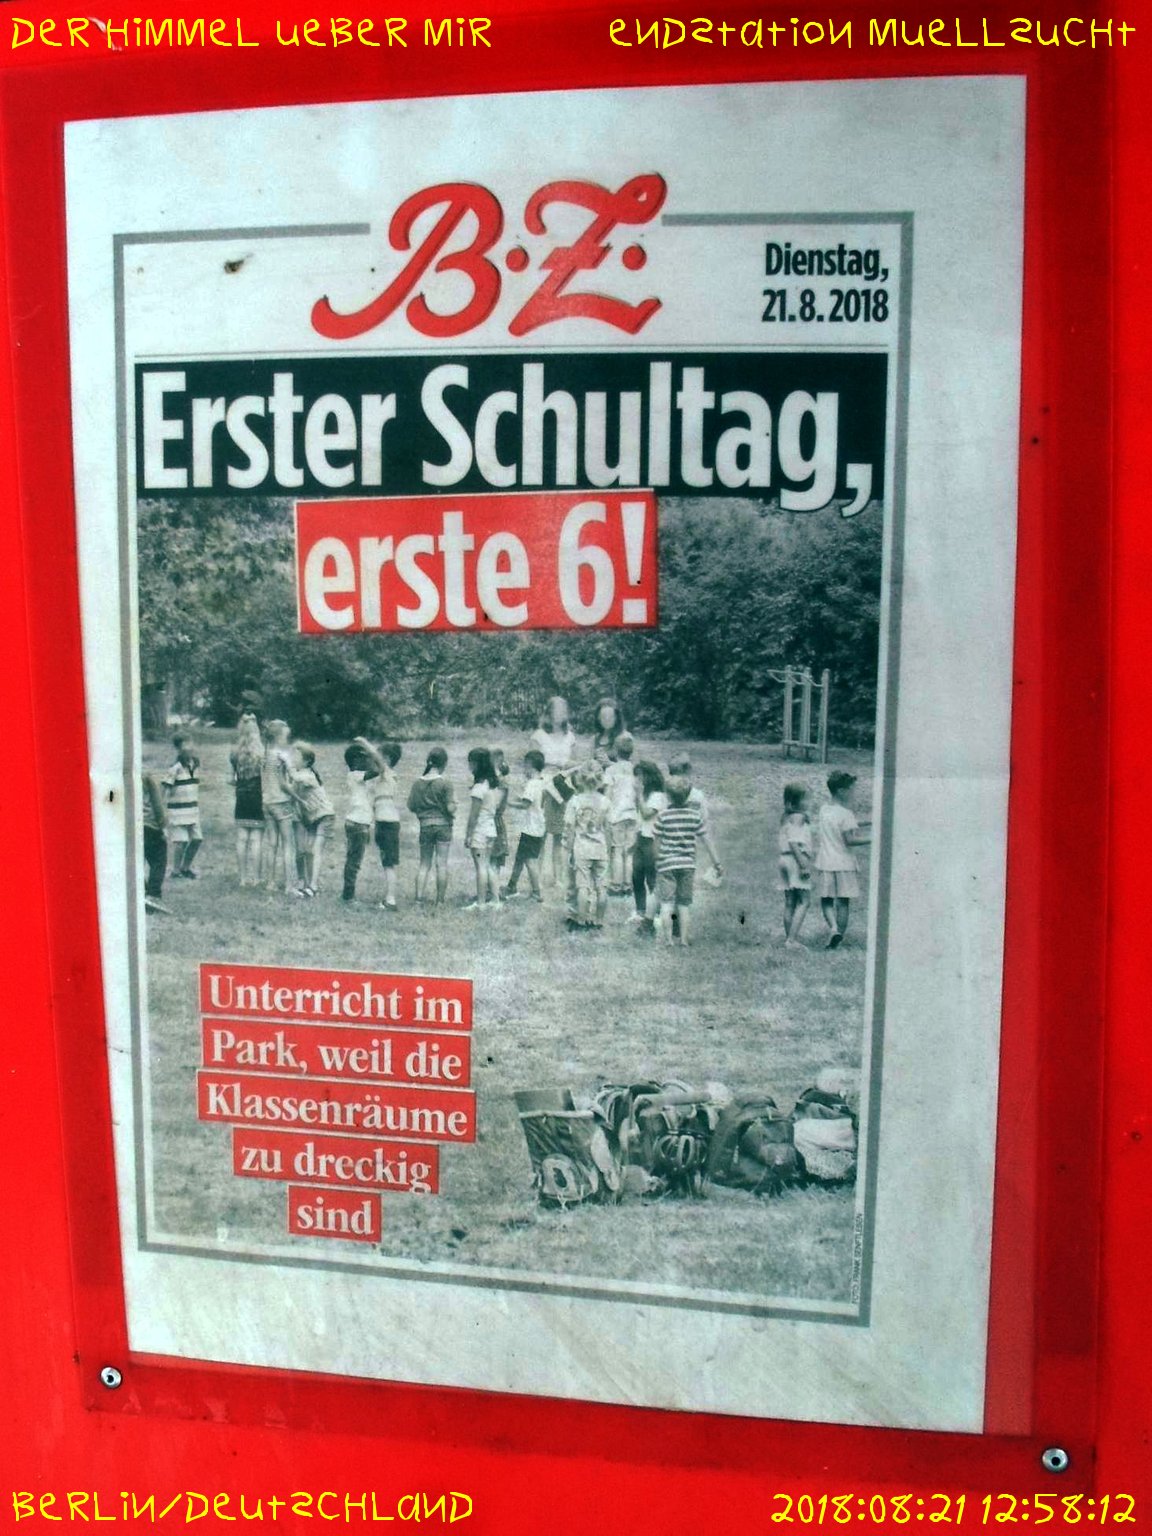 DER HIMMEL UEBER MIR
ENDSTATION MUELLSUCHT
B.Z.
Dienstag,
21.8.2018
Erster Schultag,
erste 6!
Unterricht im
Park, weil die
Klassenräume
zu dreckig
sind
BERLIN/DEUTSCHLAND
2018:08:21 12:58:12